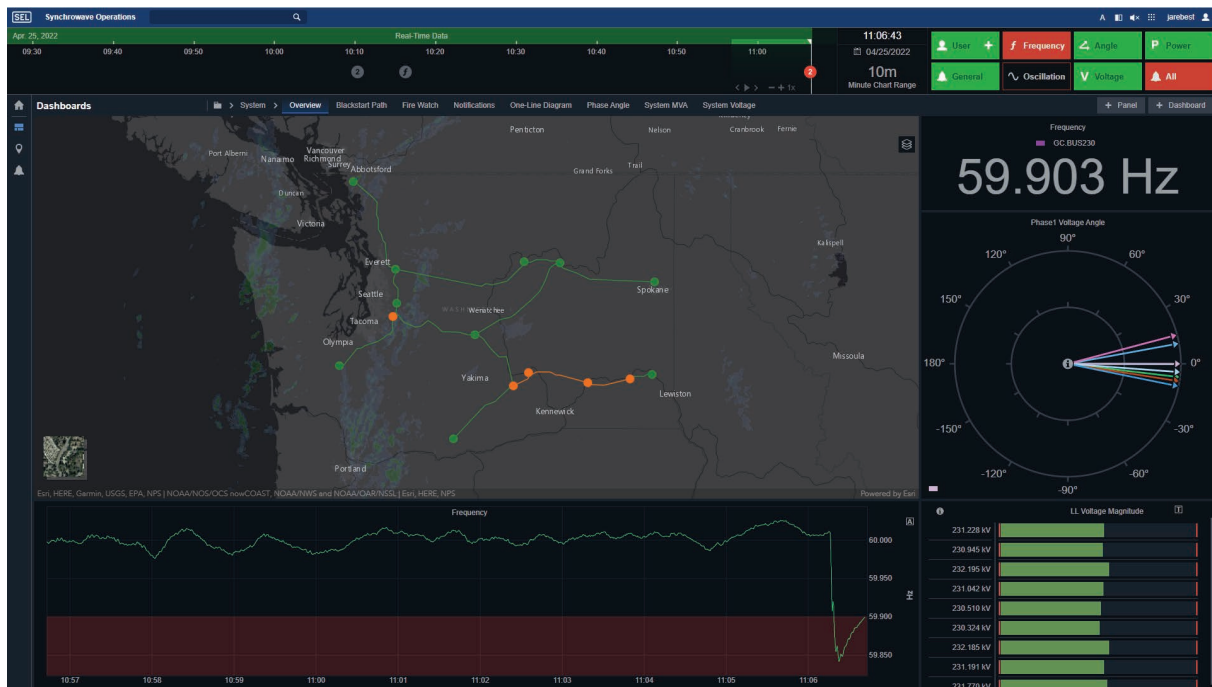 SEL Synchrowave Operations
A
jarebest
Apr. 25, 2022
Real-Time Data
09:30 09:40 09:50 10:00 10:10 10:20 10:30 10:40 10:50 11:00
2
2
1x
11:06:43
04/25/2022
10m
Minute Chart Range
User + Frequency Angle P Power
General Oscillation V Voltage All
Dashboards
> System > Overview Blackstart Path Fire Watch Notifications One-Line Diagram Phase Angle System MVA System Voltage
+ Panel + Dashboard
Penticton
Nelson
Cranbrook
Fernie
Port Alberni
Vancouver
Nanaimo
Richmond
Surrey
Abbotsford
Grand Forks
Trail
Duncan
Victoria
Kalispell
Everett
Spokane
Seattle
Wenatchee
Tacoma
Olympia
Missoula
Yakima
Lewiston
Kennewick
Portland
Esri, HERE, Garmin, USGS, EPA, NPS | NOAA/NOS/OCS nowCOAST, NOAA/NWS and NOAA/OAR/NSSL | Esri, HERE, NPS
Powered by Esri
Frequency
GC.BUS230
59.903 Hz
Phase1 Voltage Angle
90°
120° 60°
150° 30°
180° 0°
-150° -30°
-120° -60°
-90°
Frequency
A
60.000
59.950
Hz
59.900
59.850
10:57 10:58 10:59 11:00 11:01 11:02 11:03 11:04 11:05 11:06
LL Voltage Magnitude
T
231.228 kV
230.945 kV
232.195 kV
231.042 kV
230.510 kV
230.324 kV
232.185 kV
231.191 kV
231.770 kV